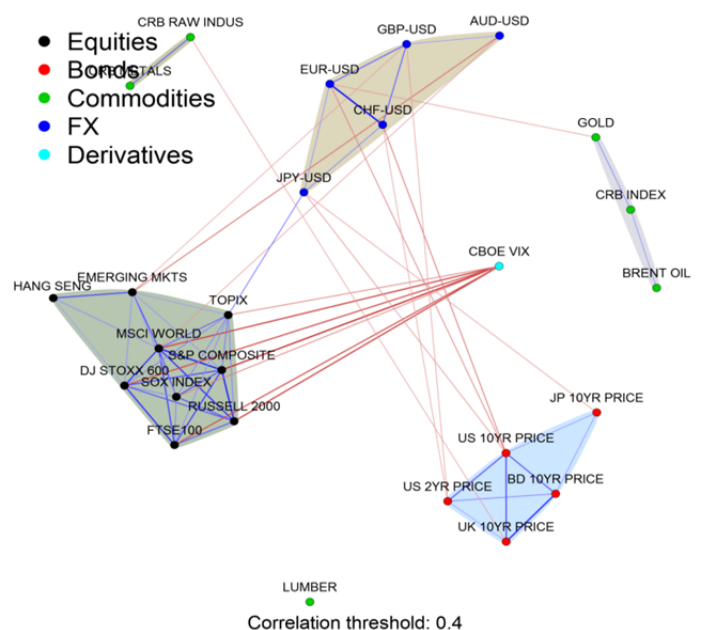 CRB RAW INDUS
AUD-USD
GBP-USD
Equities
Bonds
CRB METALS
EUR-USD
Commodities
CHF-USD
FX
GOLD
Derivatives
JPY-USD
CRB INDEX
CBOE VIX
BRENT OIL
EMERGING MKTS
HANG SENG
TOPIX
MSCI WORLD
S&P COMPOSITE
DJ STOXX 600
SOX INDEX
JP 10YR PRICE
RUSSELL 2000
FTSE100
US 10YR PRICE
BD 10YR PRICE
US 2YR PRICE
UK 10YR PRICE
LUMBER
Correlation threshold: 0.4